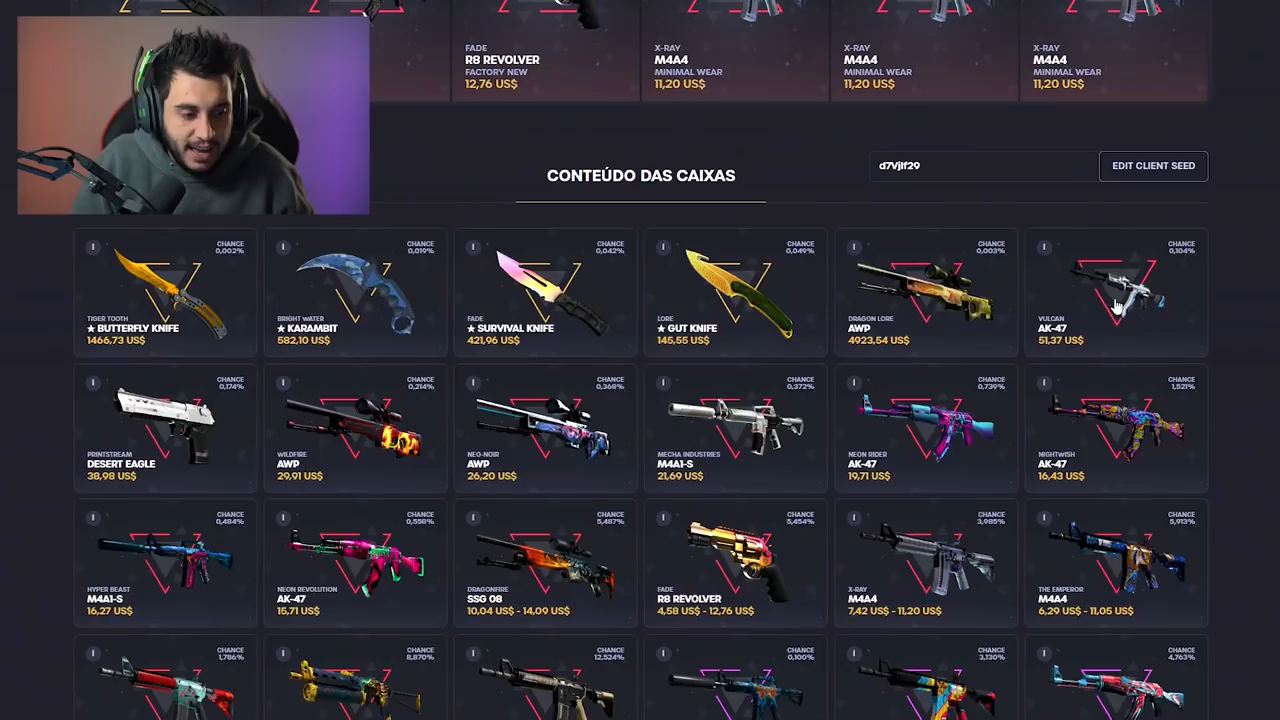 FADE
R8 REVOLVER
FACTORY NEW
12,76 US$
X-RAY
M4A4
MINIMAL WEAR
11,20 US$
X-RAY
M4A4
MINIMAL WEAR
11,20 US$
X-RAY
M4A4
MINIMAL WEAR
11,20 US$
CONTEÚDO DAS CAIXAS
d7Vjlf29
EDIT CLIENT SEED
CHANCE
0,002%
TIGER TOOTH
★ BUTTERFLY KNIFE
1466,73 US$
CHANCE
0,019%
BRIGHT WATER
★ KARAMBIT
582,10 US$
CHANCE
0,042%
FADE
★ SURVIVAL KNIFE
421,96 US$
CHANCE
0,049%
LORE
★ GUT KNIFE
145,55 US$
CHANCE
0,003%
DRAGON LORE
AWP
4923,54 US$
CHANCE
0,104%
VULCAN
AK-47
51,37 US$
CHANCE
0,174%
PRINTSTREAM
DESERT EAGLE
38,98 US$
CHANCE
0,214%
WILDFIRE
AWP
29,91 US$
CHANCE
0,368%
NEO-NOIR
AWP
26,20 US$
CHANCE
0,372%
MECHA INDUSTRIES
M4A1-S
21,69 US$
CHANCE
0,739%
NEON RIDER
AK-47
19,71 US$
CHANCE
1,521%
NIGHTWISH
AK-47
16,43 US$
CHANCE
0,484%
HYPER BEAST
M4A1-S
16,27 US$
CHANCE
0,558%
NEON REVOLUTION
AK-47
15,71 US$
CHANCE
5,487%
DRAGONFIRE
SSG 08
10,04 US$ - 14,09 US$
CHANCE
5,454%
FADE
R8 REVOLVER
4,58 US$ - 12,76 US$
CHANCE
3,985%
X-RAY
M4A4
7,42 US$ - 11,20 US$
CHANCE
5,913%
THE EMPEROR
M4A4
6,29 US$ - 11,05 US$
CHANCE
1,786%
CHANCE
8,870%
CHANCE
12,524%
CHANCE
0,100%
CHANCE
3,130%
CHANCE
4,763%